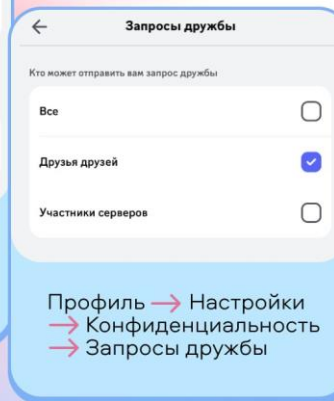 Запросы дружбы
Кто может отправить вам запрос дружбы
Все
Друзья друзей
Участники серверов
Профиль → Настройки
→ Конфиденциальность
→ Запросы дружбы